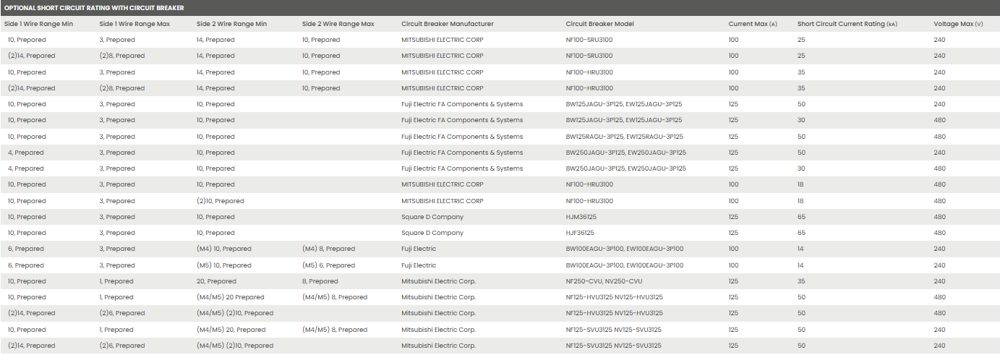 OPTIONAL SHORT CIRCUIT RATING WITH CIRCUIT BREAKER
Side 1 Wire Range Min Side 1 Wire Range Max Side 2 Wire Range Min Side 2 Wire Range Max Circuit Breaker Manufacturer Circuit Breaker Model Current Max (A) Short Circuit Current Rating (kA) Voltage Max (V)
10, Prepared 3, Prepared 14, Prepared 10, Prepared MITSUBISHI ELECTRIC CORP NF100-SRU3100 100 25 240
(2)14, Prepared (2)8, Prepared 14, Prepared 10, Prepared MITSUBISHI ELECTRIC CORP NF100-SRU3100 100 25 240
10, Prepared 3, Prepared 14, Prepared 10, Prepared MITSUBISHI ELECTRIC CORP NF100-HRU3100 100 35 240
(2)14, Prepared (2)8, Prepared 14, Prepared 10, Prepared MITSUBISHI ELECTRIC CORP NF100-HRU3100 100 35 240
10, Prepared 3, Prepared 10, Prepared Fuji Electric FA Components & Systems BW125JAGU-3P125, EW125JAGU-3P125 125 50 240
10, Prepared 3, Prepared 10, Prepared Fuji Electric FA Components & Systems BW125JAGU-3P125, EW125JAGU-3P125 125 30 480
10, Prepared 3, Prepared 10, Prepared Fuji Electric FA Components & Systems BW125RAGU-3P125, EW125RAGU-3P125 125 50 480
4, Prepared 3, Prepared 10, Prepared Fuji Electric FA Components & Systems BW250JAGU-3P125, EW250JAGU-3P125 125 50 240
4, Prepared 3, Prepared 10, Prepared Fuji Electric FA Components & Systems BW250JAGU-3P125, EW250JAGU-3P125 125 30 480
10, Prepared 3, Prepared 10, Prepared MITSUBISHI ELECTRIC CORP NF100-HRU3100 100 18 480
10, Prepared 3, Prepared (2)10, Prepared MITSUBISHI ELECTRIC CORP NF100-HRU3100 100 18 480
10, Prepared 3, Prepared 10, Prepared Square D Company HJM36125 125 65 480
10, Prepared 3, Prepared 10, Prepared Square D Company HJF36125 125 65 480
6, Prepared 3, Prepared (M4) 10, Prepared (M4) 8, Prepared Fuji Electric BW100EAGU-3P100, EW100EAGU-3P100 100 14 240
6, Prepared 3, Prepared (M5) 10, Prepared (M5) 6, Prepared Fuji Electric BW100EAGU-3P100, EW100EAGU-3P100 100 14 240
10, Prepared 1, Prepared 20, Prepared 8, Prepared Mitsubishi Electric Corp. NF250-CVU, NV250-CVU 125 35 240
10, Prepared 1, Prepared (M4/M5) 20 Prepared (M4/M5) 8, Prepared Mitsubishi Electric Corp. NF125-HVU3125 NV125-HVU3125 125 50 480
(2)14, Prepared (2)6, Prepared (M4/M5) (2)10, Prepared Mitsubishi Electric Corp. NF125-HVU3125 NV125-HVU3125 125 50 480
10, Prepared 1, Prepared (M4/M5) 20, Prepared (M4/M5) 8, Prepared Mitsubishi Electric Corp. NF125-SVU3125 NV125-SVU3125 125 50 240
(2)14, Prepared (2)6, Prepared (M4/M5) (2)10, Prepared Mitsubishi Electric Corp. NF125-SVU3125 NV125-SVU3125 125 50 240